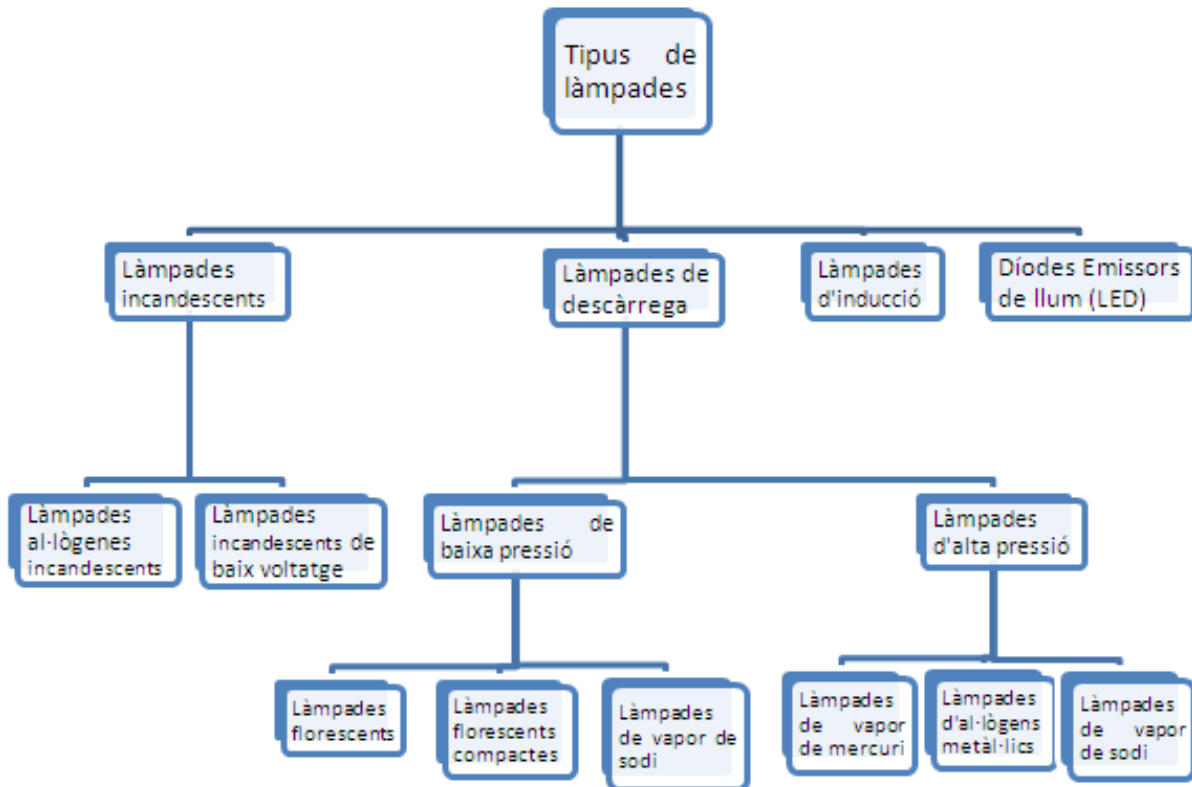 Tipus de
làmpades
Làmpades
incandescents
Làmpades de
descàrrega
Làmpades
d'inducció
Díodes Emissors
de llum (LED)
Làmpades
al·lògenes
incandescents
Làmpades
incandescents de
baix voltatge
Làmpades de
baixa pressió
Làmpades
d'alta pressió
Làmpades
florescents
Làmpades
florescents
compactes
Làmpades
de vapor de
sodi
Làmpades
de vapor
de mercuri
Làmpades
d'al·lògens
metàl·lics
Làmpades
de vapor
de sodi